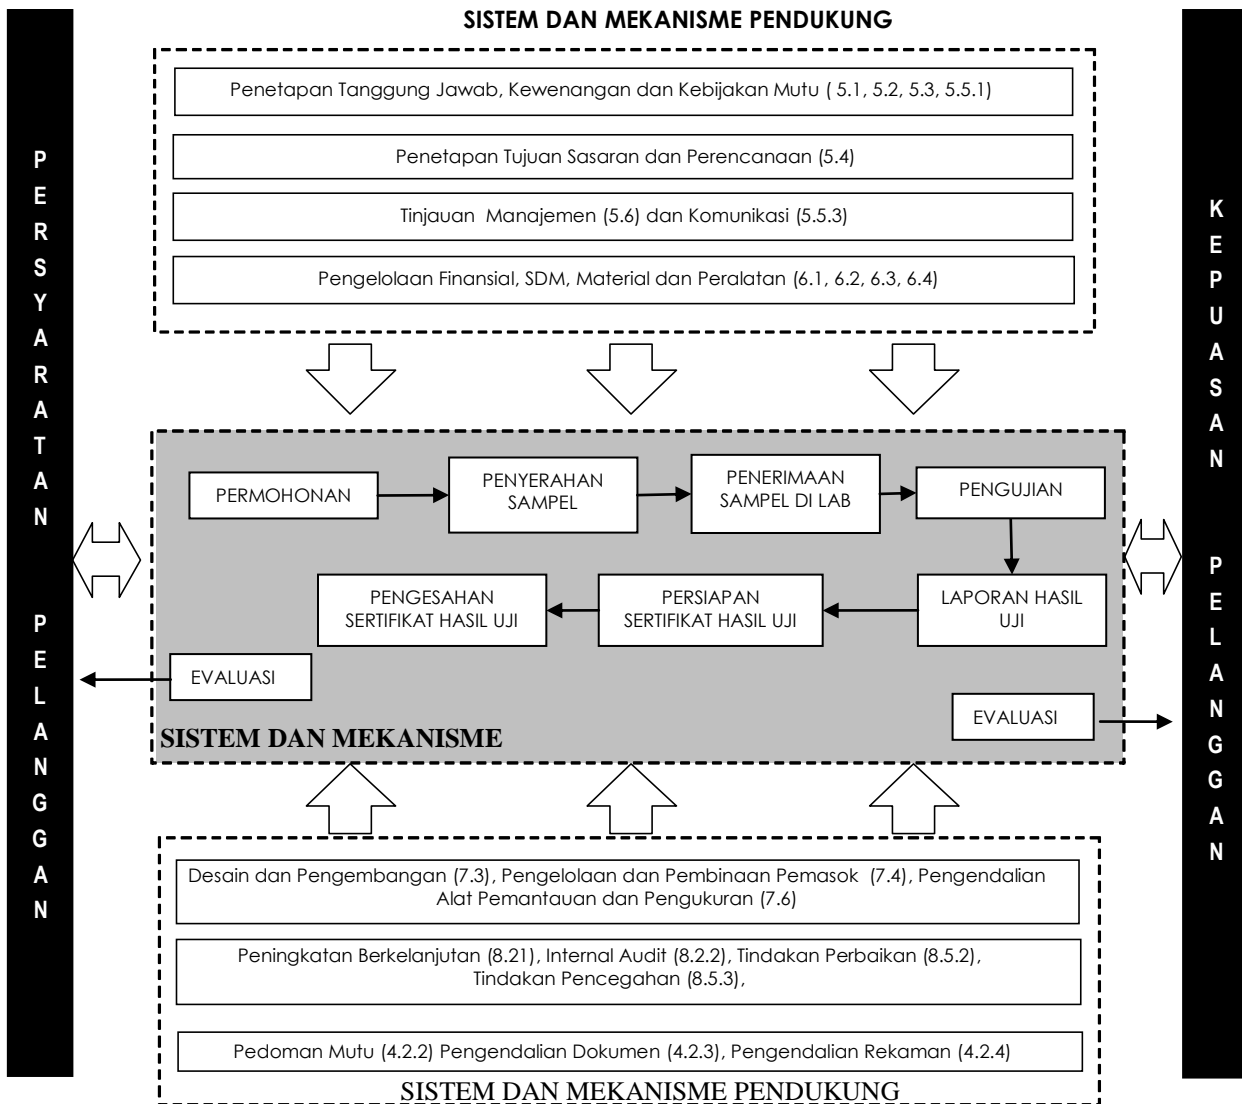 SISTEM DAN MEKANISME PENDUKUNG
Penetapan Tanggung Jawab, Kewenangan dan Kebijakan Mutu ( 5.1, 5.2, 5.3, 5.5.1)
Penetapan Tujuan Sasaran dan Perencanaan (5.4)
Tinjauan Manajemen (5.6) dan Komunikasi (5.5.3)
Pengelolaan Finansial, SDM, Material dan Peralatan (6.1, 6.2, 6.3, 6.4)
PERSYARATAN PELANGGAN
PERMOHONAN
PENYERAHAN
SAMPEL
PENERIMAAN
SAMPEL DI LAB
PENGUJIAN
LAPORAN HASIL
UJI
PERSIAPAN
SERTIFIKAT HASIL UJI
PENGESAHAN
SERTIFIKAT HASIL UJI
EVALUASI
EVALUASI
SISTEM DAN MEKANISME
KEPUASAN PELANGGAN
Desain dan Pengembangan (7.3), Pengelolaan dan Pembinaan Pemasok (7.4), Pengendalian
Alat Pemantauan dan Pengukuran (7.6)
Peningkatan Berkelanjutan (8.21), Internal Audit (8.2.2), Tindakan Perbaikan (8.5.2),
Tindakan Pencegahan (8.5.3),
Pedoman Mutu (4.2.2) Pengendalian Dokumen (4.2.3), Pengendalian Rekaman (4.2.4)
SISTEM DAN MEKANISME PENDUKUNG